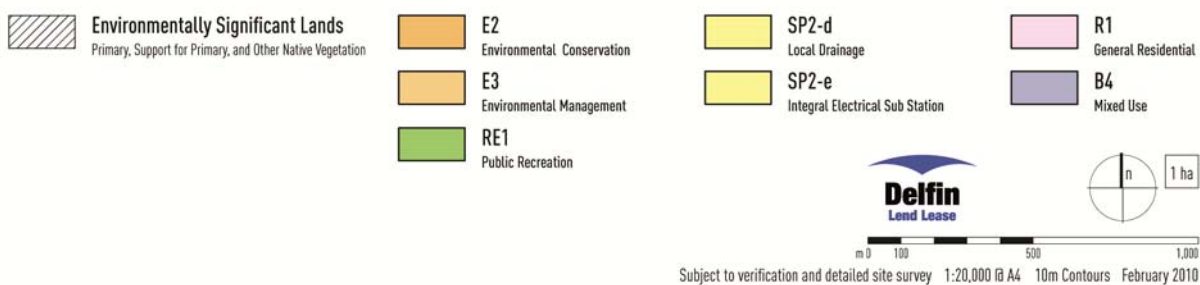 Environmentally Significant Lands
Primary, Support for Primary, and Other Native Vegetation
E2
Environmental Conservation
E3
Environmental Management
RE1
Public Recreation
SP2-d
Local Drainage
SP2-e
Integral Electrical Sub Station
R1
General Residential
B4
Mixed Use
Delfin
Lend Lease
n
1 ha
m 0 100 500 1,000
Subject to verification and detailed site survey 1:20,000 @ A4 10m Contours February 2010